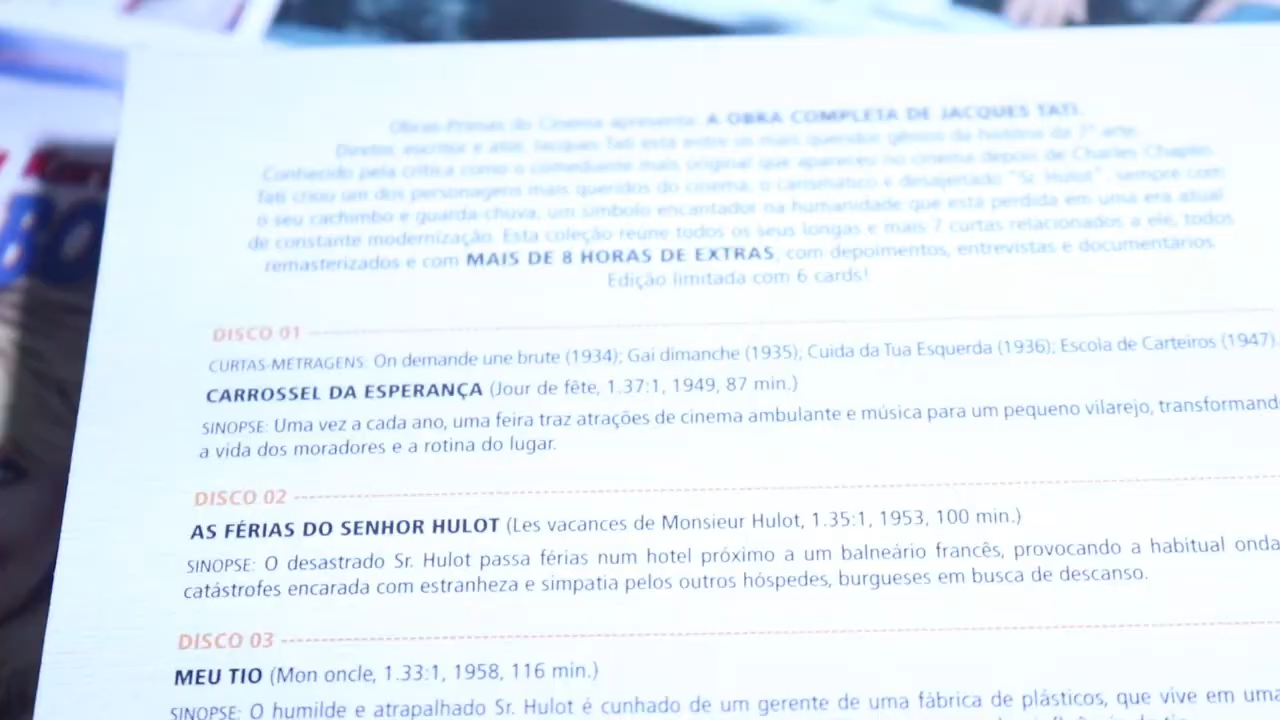 Obras-Primas do Cinema apresenta: A OBRA COMPLETA DE JACQUES TATI.
Diretor, escritor e ator, Jacques Tati está entre os mais queridos gênios da história da 7ª arte.
Conhecido pela crítica como o comediante mais original que apareceu no cinema depois de Charles Chaplin,
Tati criou um dos personagens mais queridos do cinema, o carismático e desajeitado "Sr. Hulot", sempre com
o seu cachimbo e guarda-chuva, um símbolo encantador na humanidade que está perdida em uma era atual
de constante modernização. Esta coleção reúne todos os seus longas e mais 7 curtas relacionados a ele, todos
remasterizados e com MAIS DE 8 HORAS DE EXTRAS, com depoimentos, entrevistas e documentários.
Edição limitada com 6 cards!
DISCO 01
CURTAS-METRAGENS: On demande une brute (1934); Gai dimanche (1935); Cuida da Tua Esquerda (1936); Escola de Carteiros (1947).
CARROSSEL DA ESPERANÇA (Jour de fête, 1.37:1, 1949, 87 min.)
SINOPSE: Uma vez a cada ano, uma feira traz atrações de cinema ambulante e música para um pequeno vilarejo, transformand
a vida dos moradores e a rotina do lugar.
DISCO 02
AS FÉRIAS DO SENHOR HULOT (Les vacances de Monsieur Hulot, 1.35:1, 1953, 100 min.)
SINOPSE: O desastrado Sr. Hulot passa férias num hotel próximo a um balneário francês, provocando a habitual onda
catástrofes encarada com estranheza e simpatia pelos outros hóspedes, burgueses em busca de descanso.
DISCO 03
MEU TIO (Mon oncle, 1.33:1, 1958, 116 min.)
SINOPSE: O humilde e atrapalhado Sr. Hulot é cunhado de um gerente de uma fábrica de plásticos, que vive em uma
BO